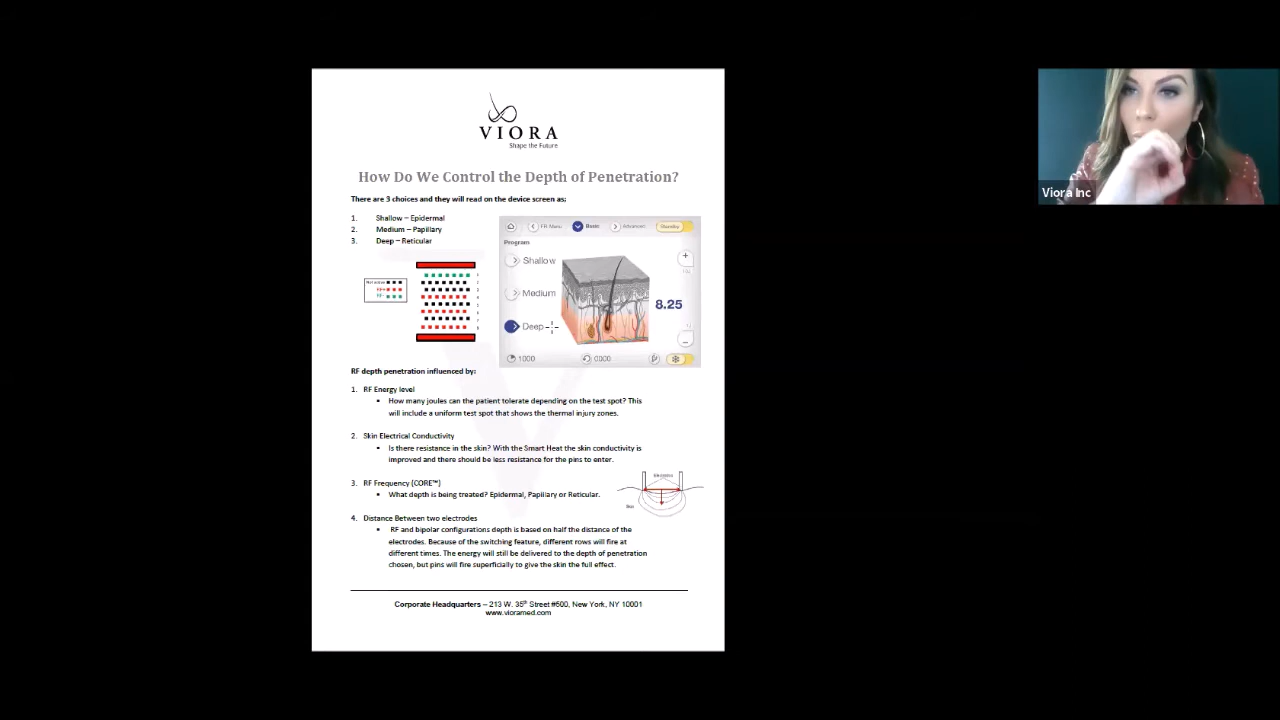 VIORA
Shape the Future
How Do We Control the Depth of Penetration?
There are 3 choices and they will read on the device screen as;
1. Shallow – Epidermal
2. Medium – Papillary
3. Deep – Reticular
RF+
RF-
FR Menu
Basic
Advanced
Standby
Program
Shallow
Medium
Deep
8.25
1000
0000
RF depth penetration influenced by:
1. RF Energy level
▪ How many joules can the patient tolerate depending on the test spot? This
will include a uniform test spot that shows the thermal injury zones.
2. Skin Electrical Conductivity
▪ Is there resistance in the skin? With the Smart Heat the skin conductivity is
improved and there should be less resistance for the pins to enter.
3. RF Frequency (CORE™)
▪ What depth is being treated? Epidermal, Papillary or Reticular.
4. Distance Between two electrodes
▪ RF and bipolar configurations depth is based on half the distance of the
electrodes. Because of the switching feature, different rows will fire at
different times. The energy will still be delivered to the depth of penetration
chosen, but pins will fire superficially to give the skin the full effect.
Corporate Headquarters – 213 W. 35th Street #500, New York, NY 10001
www.vioramed.com
Viora Inc